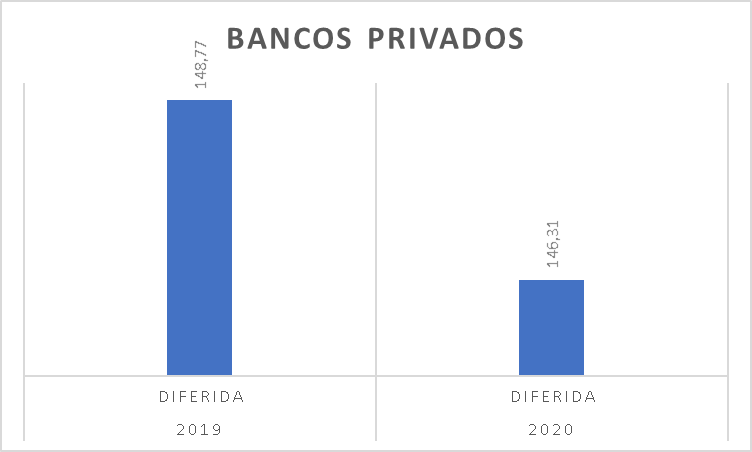 BANCOS PRIVADOS
148,77
146,31
DIFERIDA DIFERIDA
2019 2020